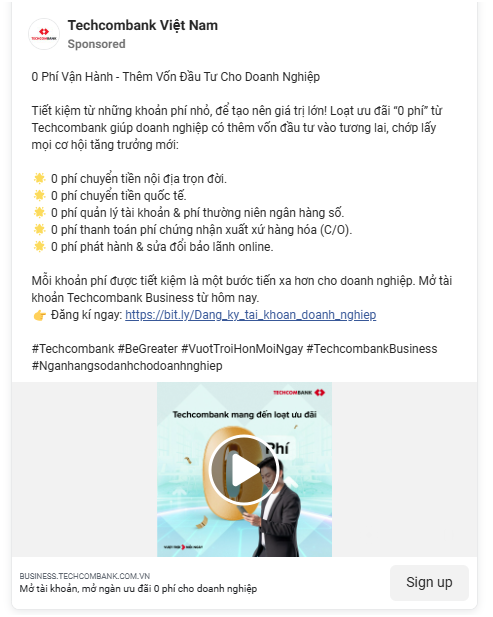 Techcombank Việt Nam
Sponsored
TECHCOMBANK
0 Phí Vận Hành - Thêm Vốn Đầu Tư Cho Doanh Nghiệp
Tiết kiệm từ những khoản phí nhỏ, để tạo nên giá trị lớn! Loạt ưu đãi “0 phí” từ
Techcombank giúp doanh nghiệp có thêm vốn đầu tư vào tương lai, chớp lấy
mọi cơ hội tăng trưởng mới:
🌟 0 phí chuyển tiền nội địa trọn đời.
🌟 0 phí chuyển tiền quốc tế.
🌟 0 phí quản lý tài khoản & phí thường niên ngân hàng số.
🌟 0 phí thanh toán phí chứng nhận xuất xứ hàng hóa (C/O).
🌟 0 phí phát hành & sửa đổi bảo lãnh online.
Mỗi khoản phí được tiết kiệm là một bước tiến xa hơn cho doanh nghiệp. Mở tài
khoản Techcombank Business từ hôm nay.
👉 Đăng kí ngay: https://bit.ly/Dang_ky_tai_khoan_doanh_nghiep
#Techcombank #BeGreater #VuotTroiHonMoiNgay #TechcombankBusiness
#Nganhangsodanhchodoanhnghiep
TECHCOMBANK
Techcombank mang đến loạt ưu đãi
0 Phí
VƯỢT TRỘI HƠN MỖI NGÀY
BUSINESS.TECHCOMBANK.COM.VN
Mở tài khoản, mở ngàn ưu đãi 0 phí cho doanh nghiệp
Sign up